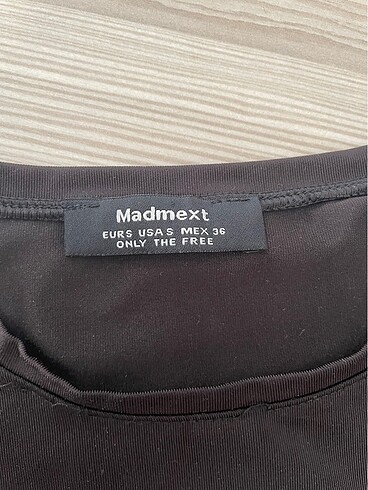 Madmext
EURS USAS MEX 36
ONLY THE FREE